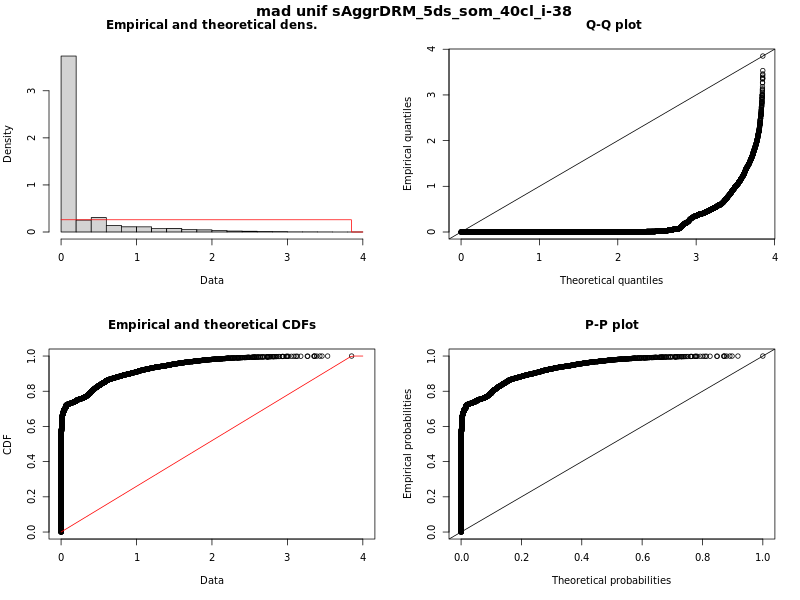 mad unif sAggrDRM_5ds_som_40cl_i-38
Empirical and theoretical dens.
Density
0 1 2 3
0 1 2 3 4
Data
Q-Q plot
Empirical quantiles
0 1 2 3 4
0 1 2 3 4
Theoretical quantiles
Empirical and theoretical CDFs
CDF
0.0 0.2 0.4 0.6 0.8 1.0
0 1 2 3 4
Data
P-P plot
Empirical probabilities
0.0 0.2 0.4 0.6 0.8 1.0
0.0 0.2 0.4 0.6 0.8 1.0
Theoretical probabilities